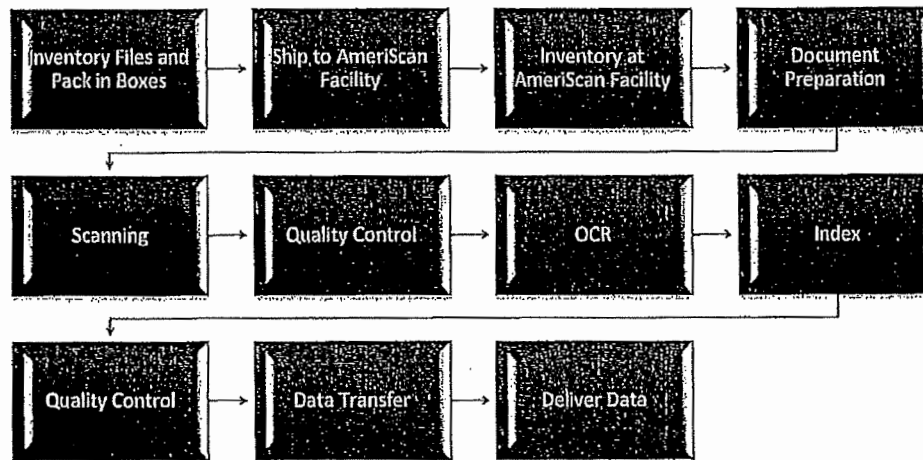 Inventory Files and
Pack in Boxes
Ship to AmeriScan
Facility
Inventory at
AmeriScan Facility
Document
Preparation
Scanning
Quality Control
OCR
Index
Quality Control
Data Transfer
Deliver Data